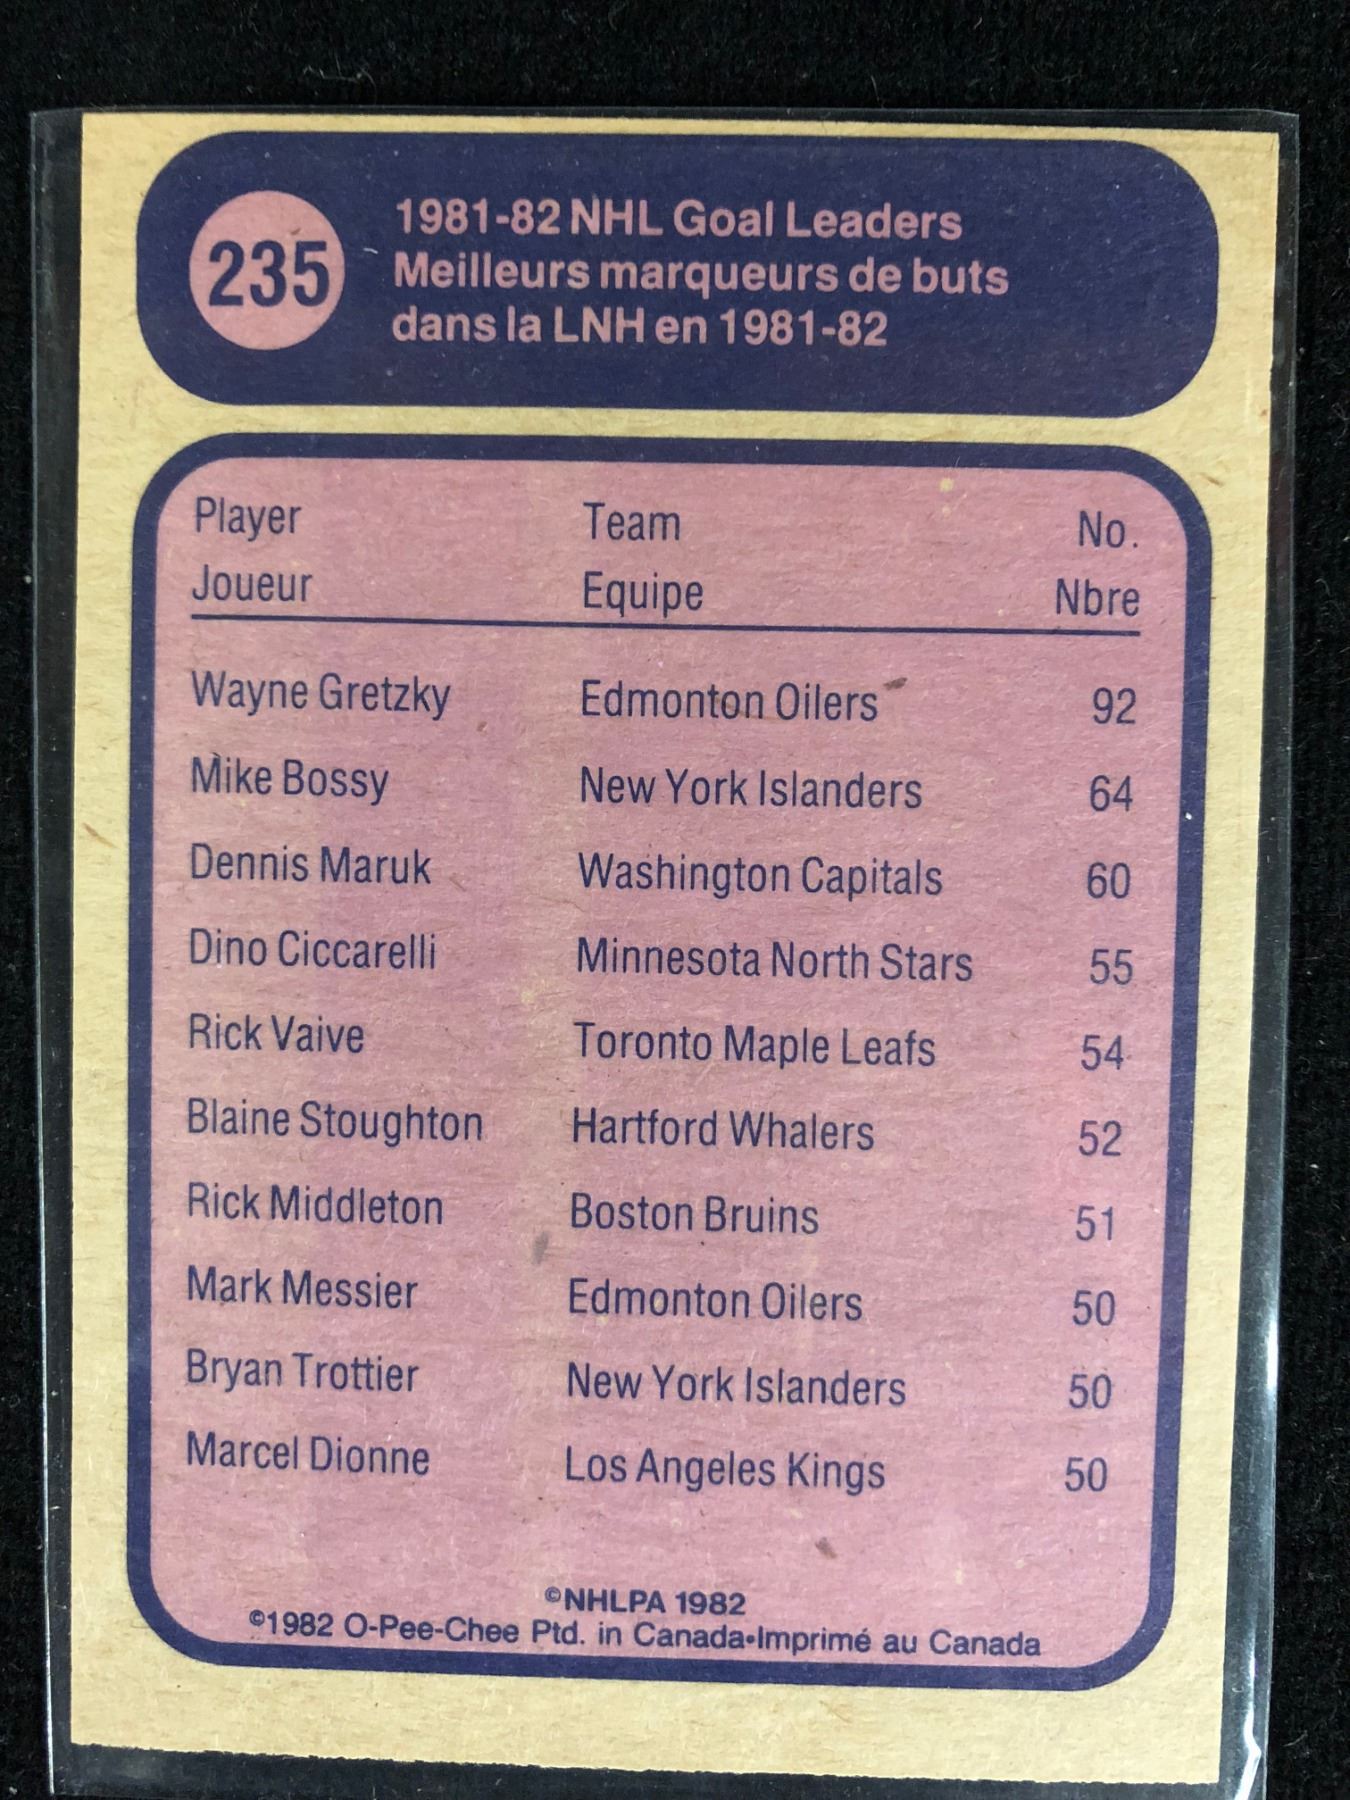 235
1981-82 NHL Goal Leaders
Meilleurs marqueurs de buts
dans la LNH en 1981-82
Player Team No.
Joueur Equipe Nbre
Wayne Gretzky Edmonton Oilers 92
Mike Bossy New York Islanders 64
Dennis Maruk Washington Capitals 60
Dino Ciccarelli Minnesota North Stars 55
Rick Vaive Toronto Maple Leafs 54
Blaine Stoughton Hartford Whalers 52
Rick Middleton Boston Bruins 51
Mark Messier Edmonton Oilers 50
Bryan Trottier New York Islanders 50
Marcel Dionne Los Angeles Kings 50
©NHLPA 1982
©1982 O-Pee-Chee Ptd. in Canada•Imprimé au Canada